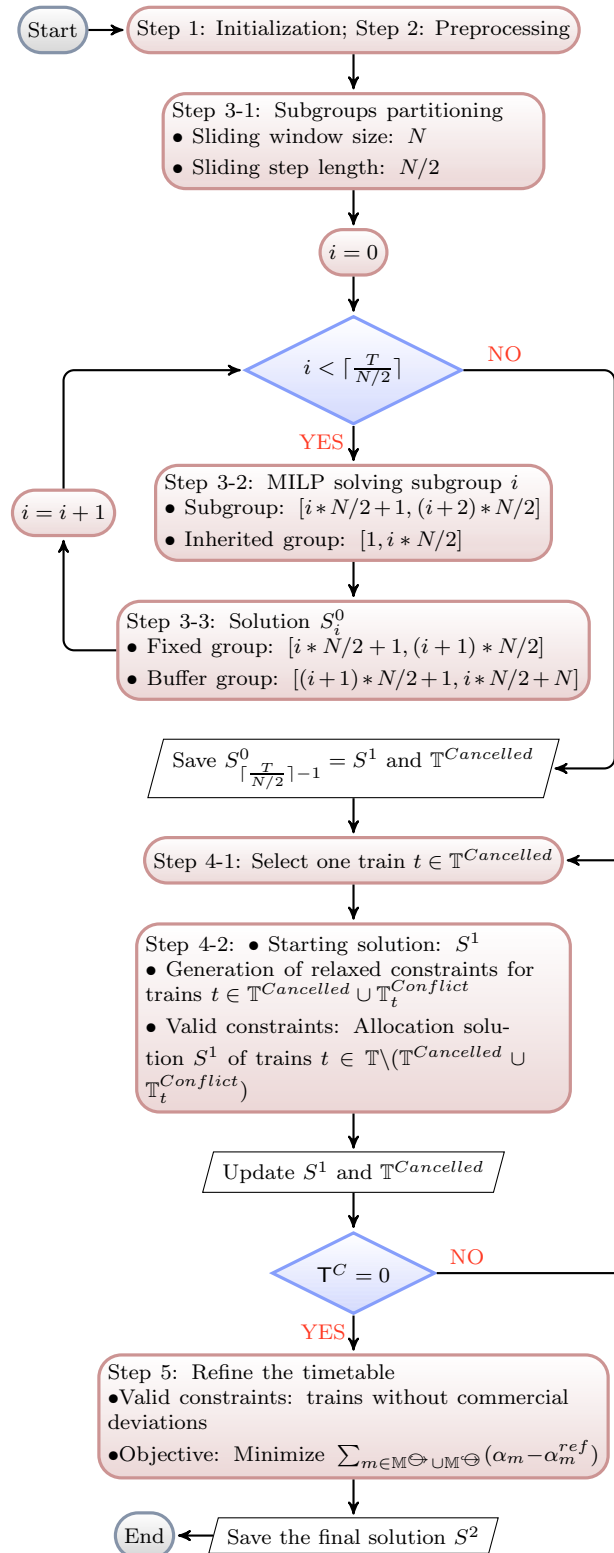 Start
Step 1: Initialization; Step 2: Preprocessing
Step 3-1: Subgroups partitioning
• Sliding window size: N
• Sliding step length: N/2
i = 0
i < ⌈T/(N/2)⌉
NO
YES
i = i + 1
Step 3-2: MILP solving subgroup i
• Subgroup: [i ∗ N/2 + 1, (i + 2) ∗ N/2]
• Inherited group: [1, i ∗ N/2]
Step 3-3: Solution S_i^0
• Fixed group: [i ∗ N/2 + 1, (i + 1) ∗ N/2]
• Buffer group: [(i + 1) ∗ N/2 + 1, i ∗ N/2 + N]
Save S^0_{⌈T/(N/2)⌉−1} = S^1 and 𝕋^{Cancelled}
Step 4-1: Select one train t ∈ 𝕋^{Cancelled}
Step 4-2: • Starting solution: S^1
• Generation of relaxed constraints for
trains t ∈ 𝕋^{Cancelled} ∪ 𝕋_t^{Conflict}
• Valid constraints: Allocation solu-
tion S^1 of trains t ∈ 𝕋\(𝕋^{Cancelled} ∪
𝕋_t^{Conflict})
Update S^1 and 𝕋^{Cancelled}
T^C = 0
NO
YES
Step 5: Refine the timetable
•Valid constraints: trains without commercial
deviations
•Objective: Minimize ∑_{m∈𝕄 ∪𝕄}(α_m − α_m^{ref})
End
Save the final solution S^2